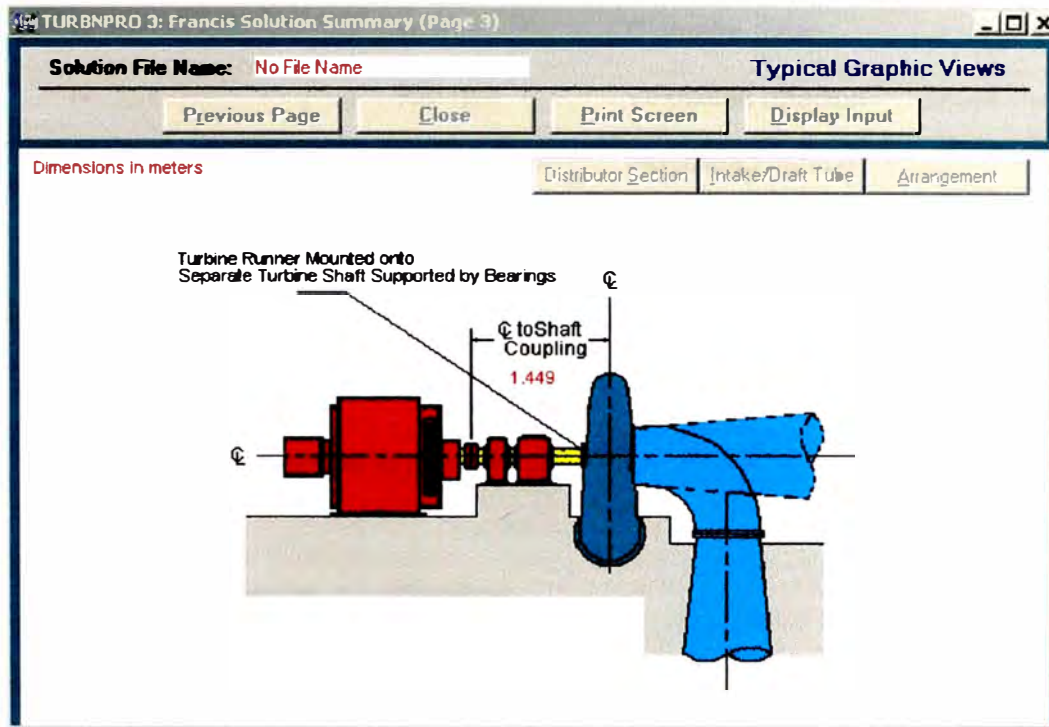 TURBNPRO 3: Francis Solution Summary (Page 3)
Solution File Name: No File Name
Typical Graphic Views
Previous Page Close Print Screen Display Input
Dimensions in meters
Distributor Section Intake/Draft Tube Arrangement
Turbine Runner Mounted onto
Separate Turbine Shaft Supported by Bearings
℄
℄ to Shaft
Coupling
1.449
℄